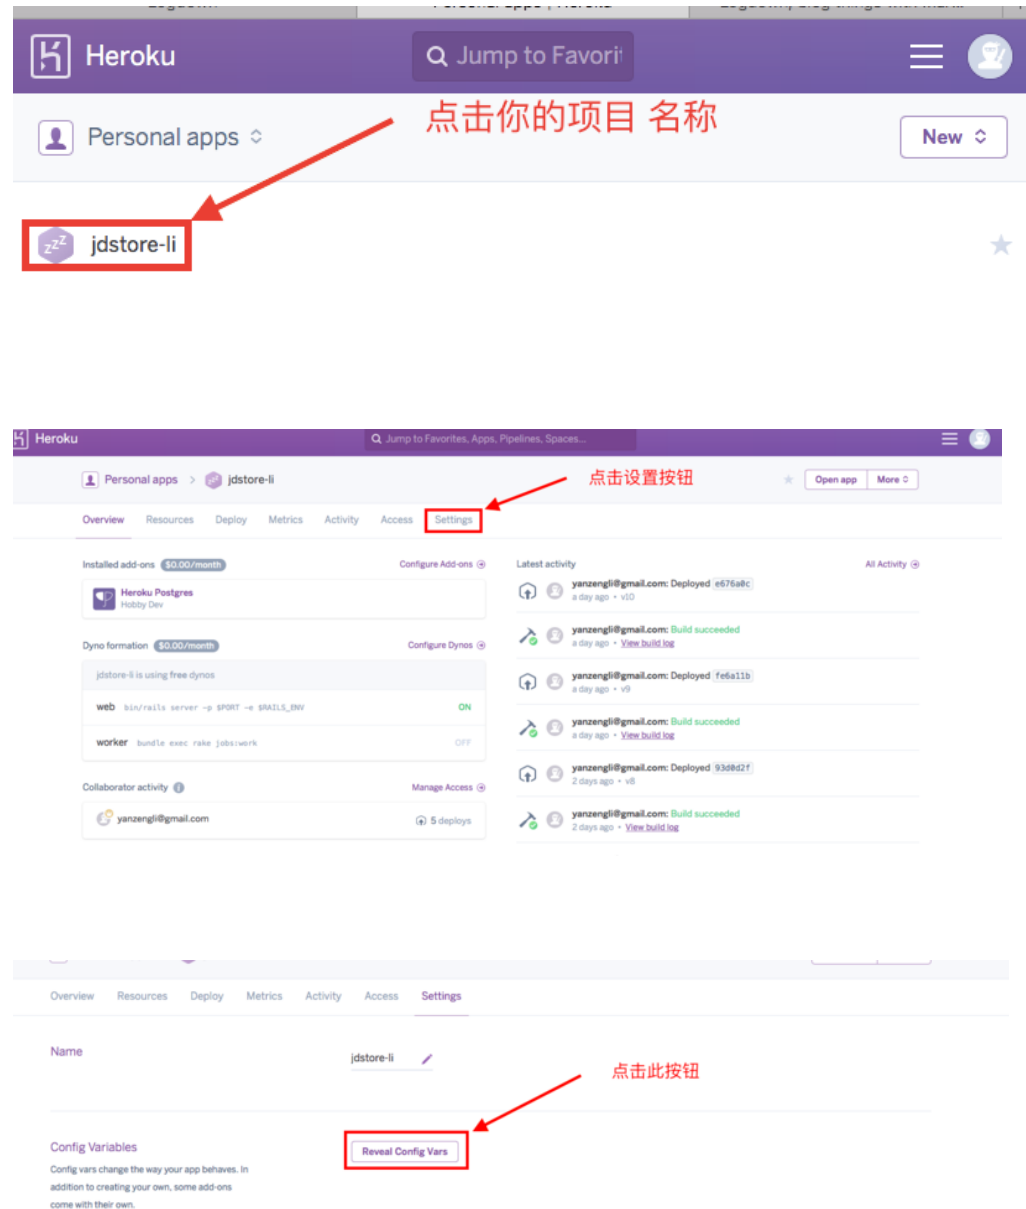 Heroku
Jump to Favorit
点击你的项目 名称
Personal apps
New
zzz
jdstore-li
Heroku
Jump to Favorites, Apps, Pipelines, Spaces...
Personal apps > jdstore-li
点击设置按钮
Open app
More
Overview
Resources
Deploy
Metrics
Activity
Access
Settings
Installed add-ons $0.00/month
Configure Add-ons
Heroku Postgres
Hobby Dev
Dyno formation $0.00/month
Configure Dynos
jdstore-li is using free dynos
web bin/rails server -p $PORT -e $RAILS_ENV ON
worker bundle exec rake jobs:work OFF
Collaborator activity
Manage Access
yanzengli@gmail.com
5 deploys
Latest activity
All Activity
yanzengli@gmail.com: Deployed e676a0c
a day ago · v10
yanzengli@gmail.com: Build succeeded
a day ago · View build log
yanzengli@gmail.com: Deployed fe6a11b
a day ago · v9
yanzengli@gmail.com: Build succeeded
a day ago · View build log
yanzengli@gmail.com: Deployed 93d0d2f
2 days ago · v8
yanzengli@gmail.com: Build succeeded
2 days ago · View build log
Overview
Resources
Deploy
Metrics
Activity
Access
Settings
Name
jdstore-li
点击此按钮
Config Variables
Reveal Config Vars
Config vars change the way your app behaves. In
addition to creating your own, some add-ons
come with their own.